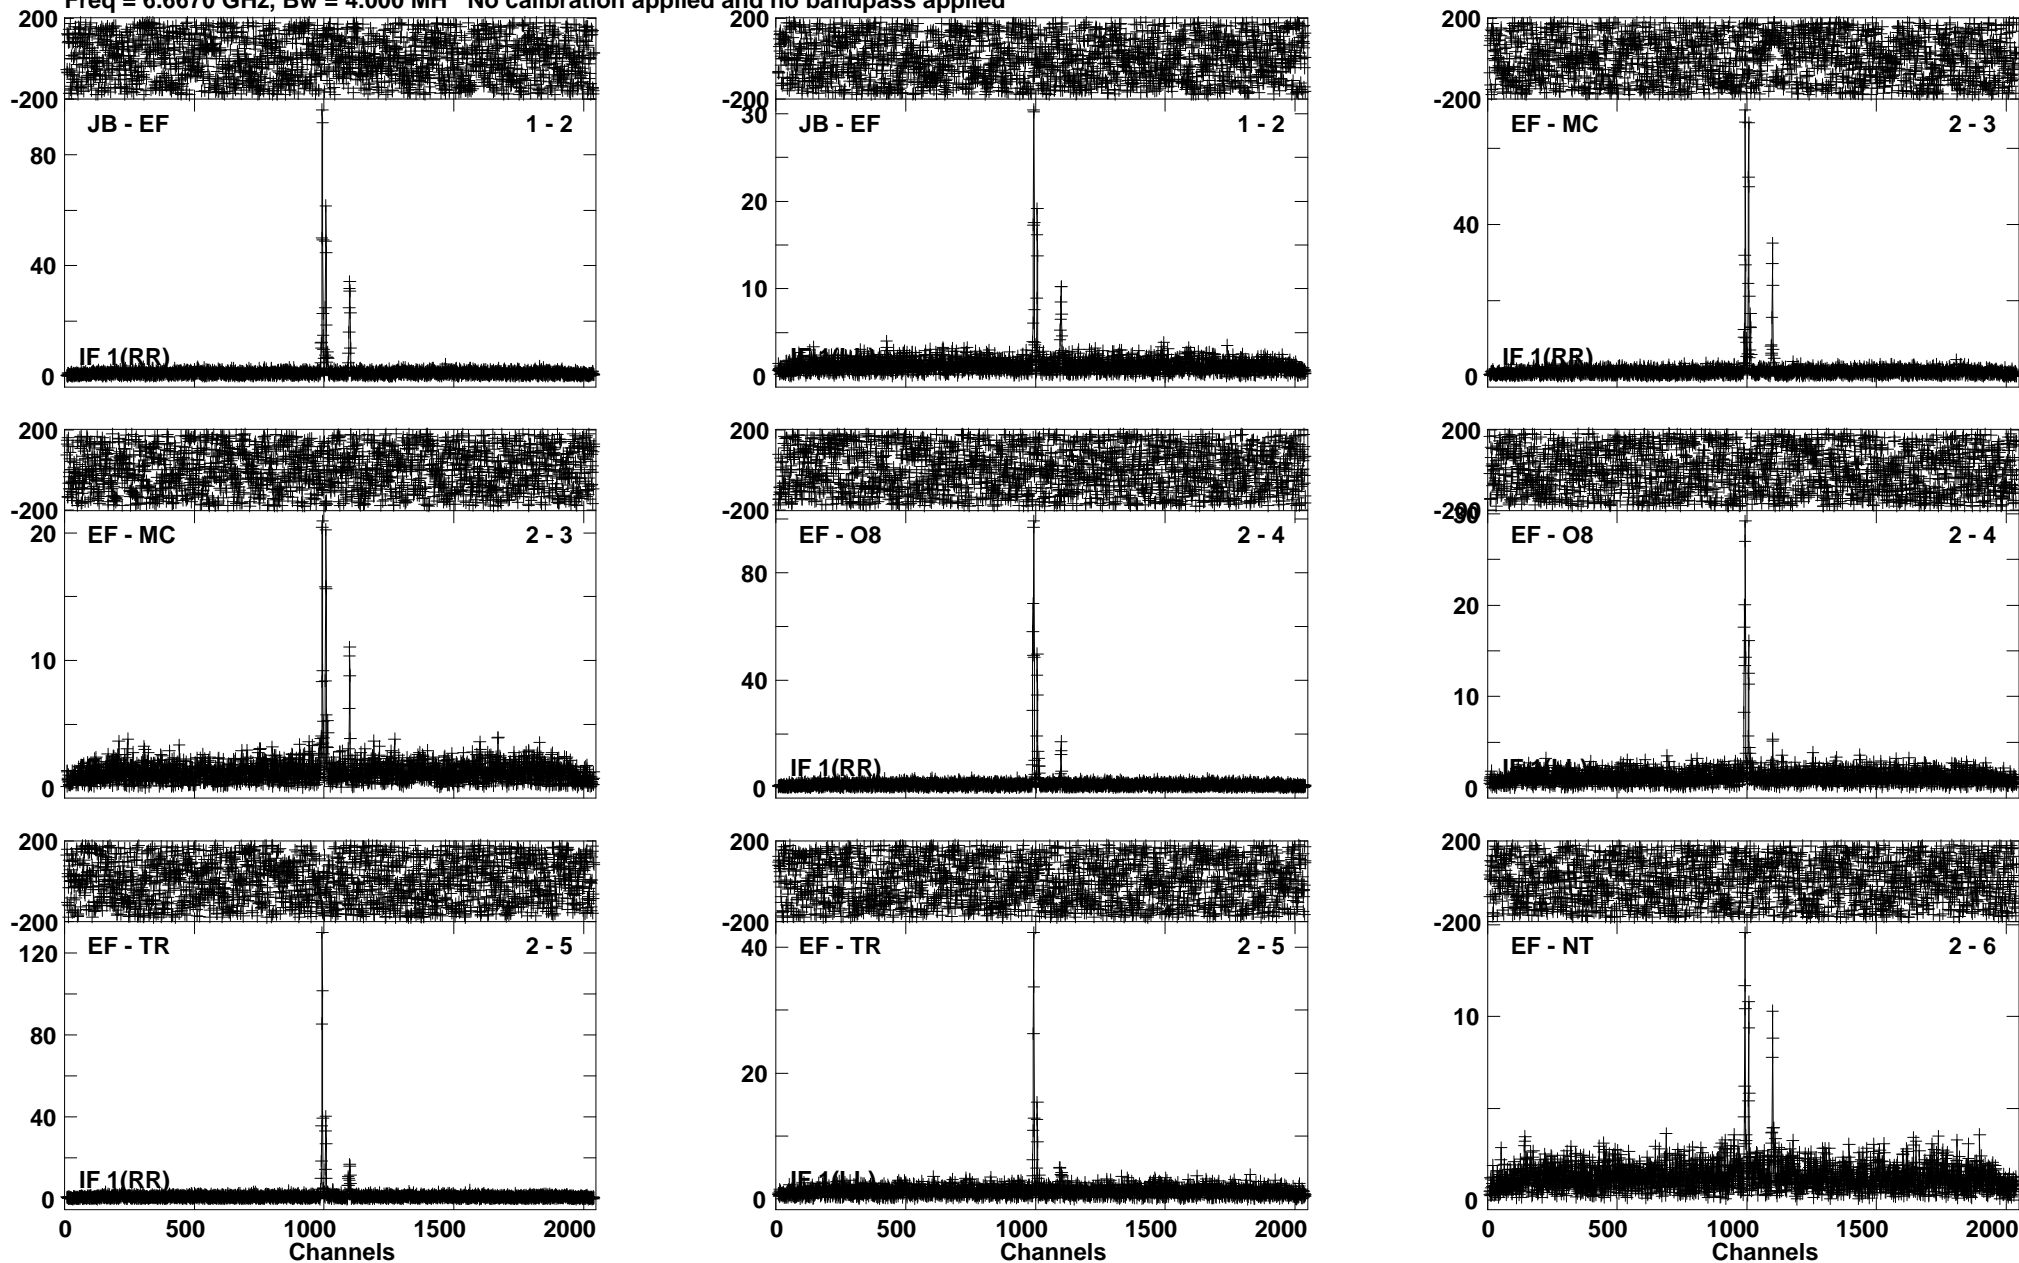 Freq = 6.6670 GHz, Bw = 4.000 MH No calibration applied and no bandpass applied
200 200 200
-200 -200 -200
JB - EF 1 - 2 JB - EF 1 - 2 EF - MC 2 - 3
80 30
20 40
40
10
IF 1(RR) IF 1(RR)
0 0 0
200 200 200
-200 -200 -200
30
EF - MC 2 - 3 EF - O8 2 - 4 EF - O8 2 - 4
20 80
20
10 40 10
IF 1(RR)
0 0 0
200 200 200
-200 -200 -200
EF - TR 2 - 5 EF - TR 2 - 5 EF - NT 2 - 6
120 40
80 10
20
40
IF 1(RR) IF 1(LL)
0 0 0
0 500 1000 1500 2000 0 500 1000 1500 2000 0 500 1000 1500 2000
Channels Channels Channels